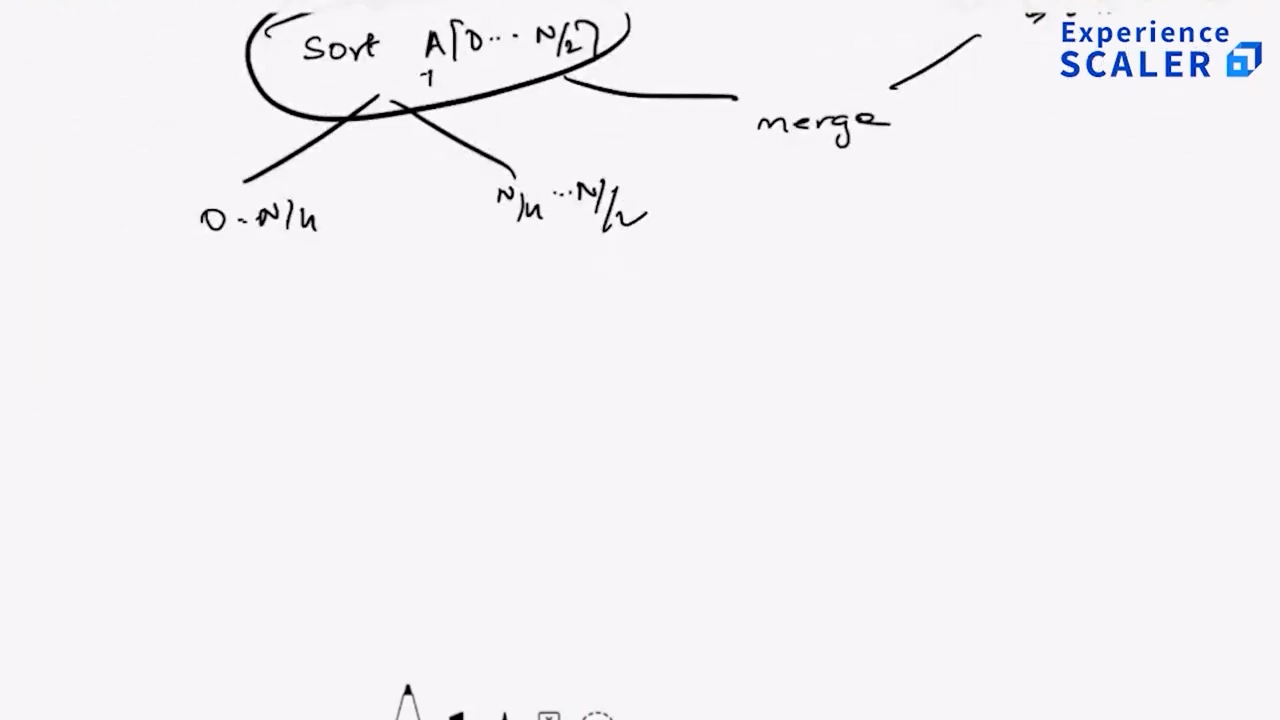 Sort A[0... N/2]
Experience
SCALER
merge
0 - N/4
N/4 ... N/2